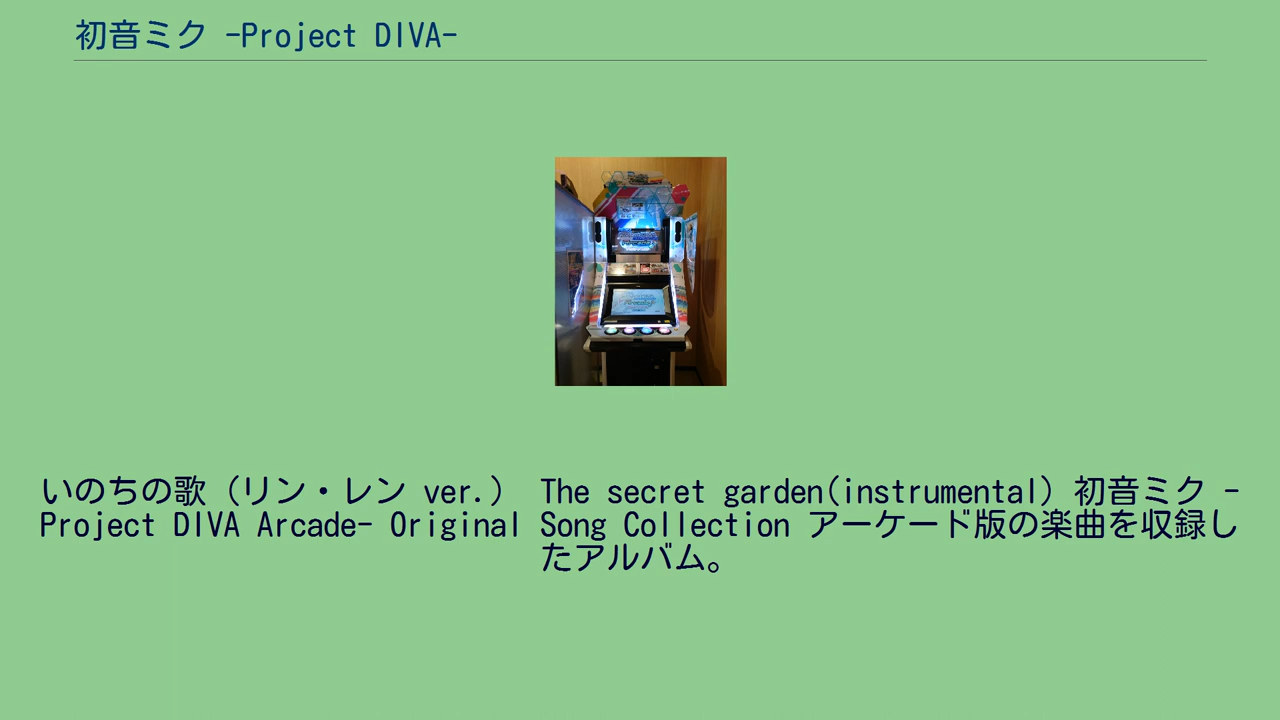 初音ミク -Project DIVA-
いのちの歌（リン・レン ver.） The secret garden(instrumental) 初音ミク -
Project DIVA Arcade- Original Song Collection アーケード版の楽曲を収録し
たアルバム。